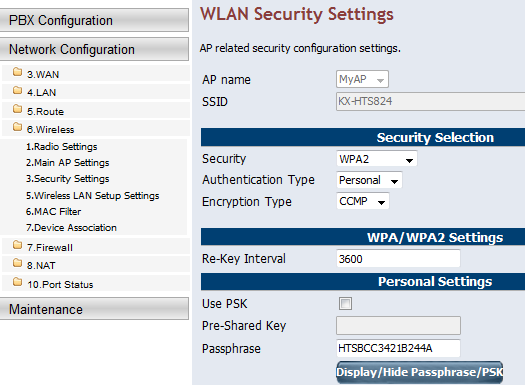 PBX Configuration
Network Configuration
3.WAN
4.LAN
5.Route
6.Wireless
1.Radio Settings
2.Main AP Settings
3.Security Settings
5.Wireless LAN Setup Settings
6.MAC Filter
7.Device Association
7.Firewall
8.NAT
10.Port Status
Maintenance
WLAN Security Settings
AP related security configuration settings.
AP name MyAP
SSID KX-HTS824
Security Selection
Security WPA2
Authentication Type Personal
Encryption Type CCMP
WPA/WPA2 Settings
Re-Key Interval 3600
Personal Settings
Use PSK
Pre-Shared Key
Passphrase HTSBCC3421B244A
Display/Hide Passphrase/PSK